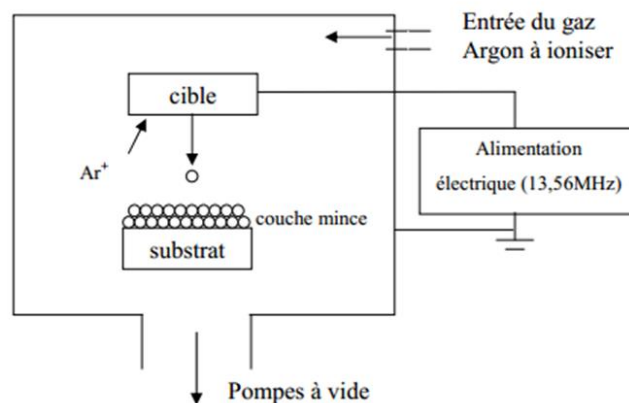 Entrée du gaz
Argon à ioniser
cible
Ar⁺
Alimentation
électrique (13,56MHz)
couche mince
substrat
Pompes à vide